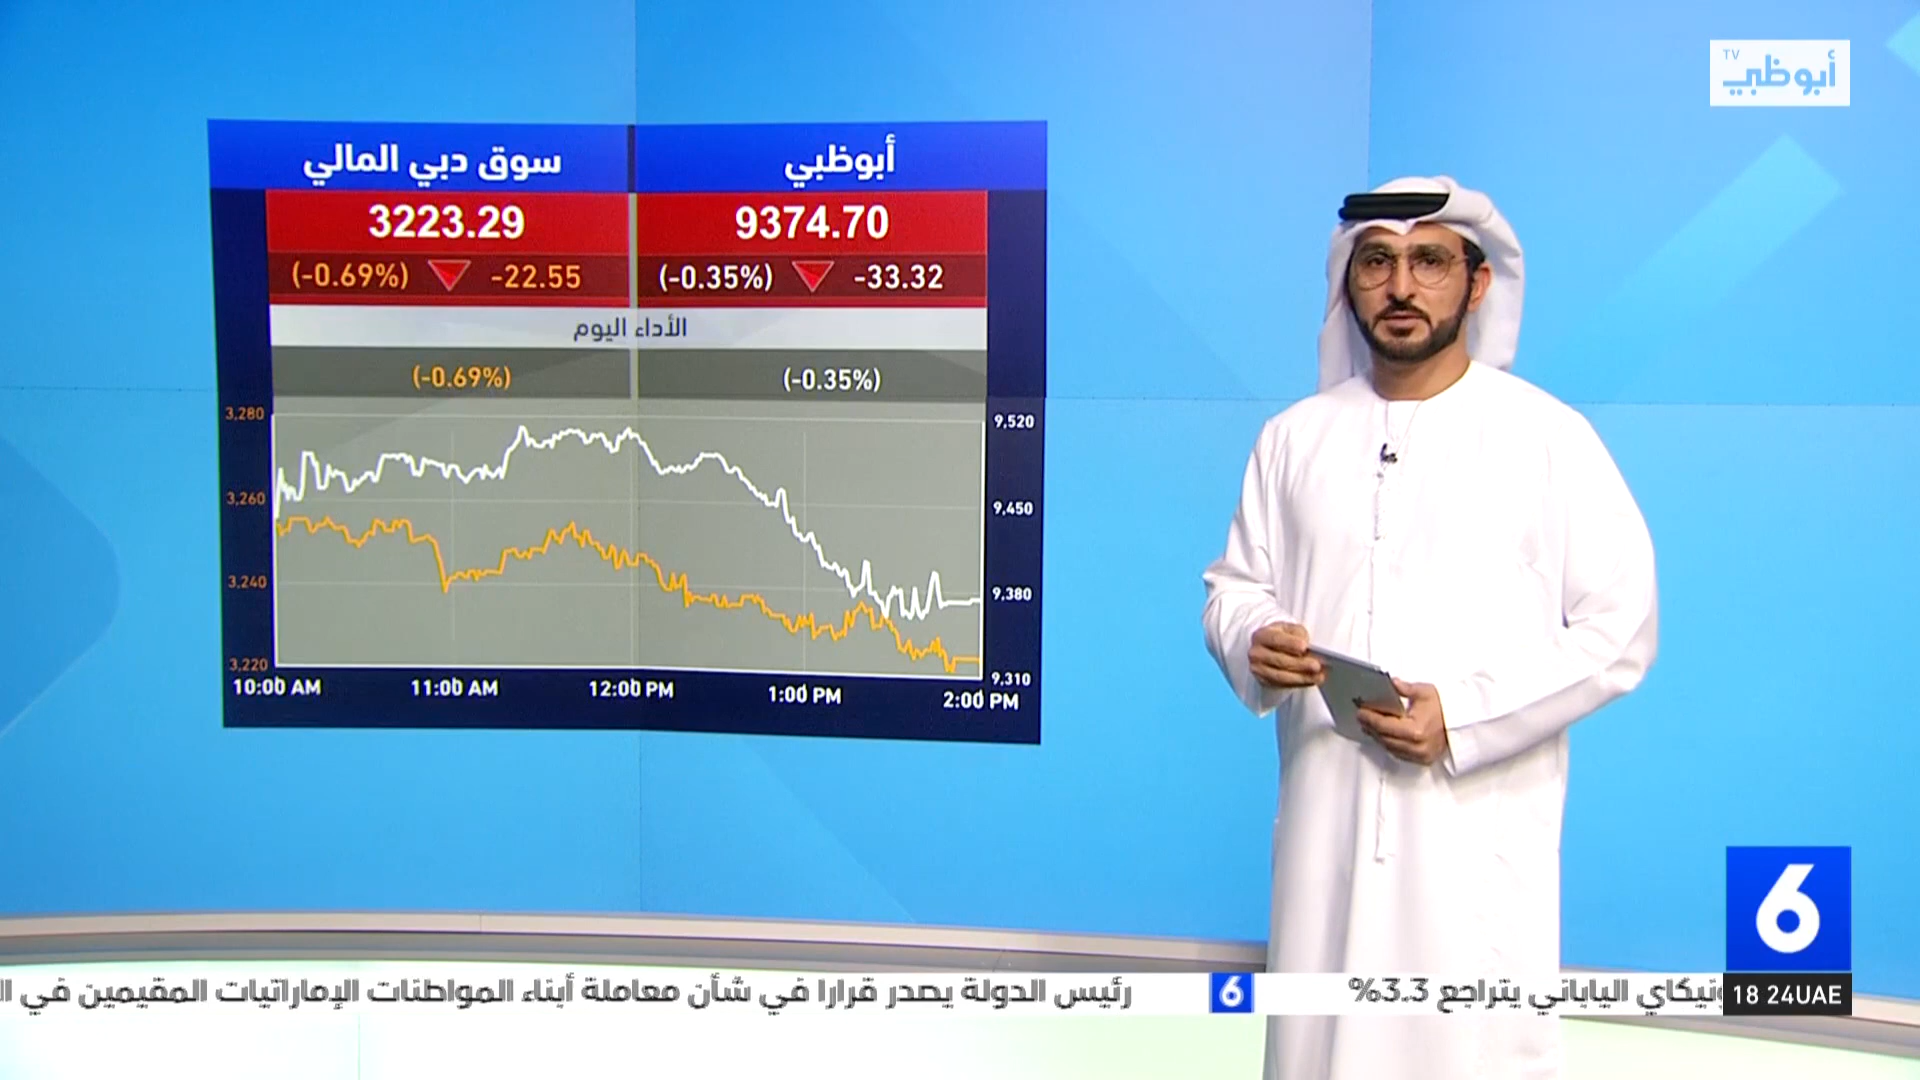 أبوظبي
TV
أبوظبي
سوق دبي المالي
9374.70
3223.29
(-0.35%) -33.32
(-0.69%) -22.55
الأداء اليوم
(-0.35%)
(-0.69%)
3,280
3,260
3,240
3,220
9,520
9,450
9,380
9,310
10:00 AM 11:00 AM 12:00 PM 1:00 PM 2:00 PM
6
18 24UAE
نيكاي الياباني يتراجع 3.3%
6
رئيس الدولة يصدر قرارا في شأن معاملة أبناء المواطنات الإماراتيات المقيمين في